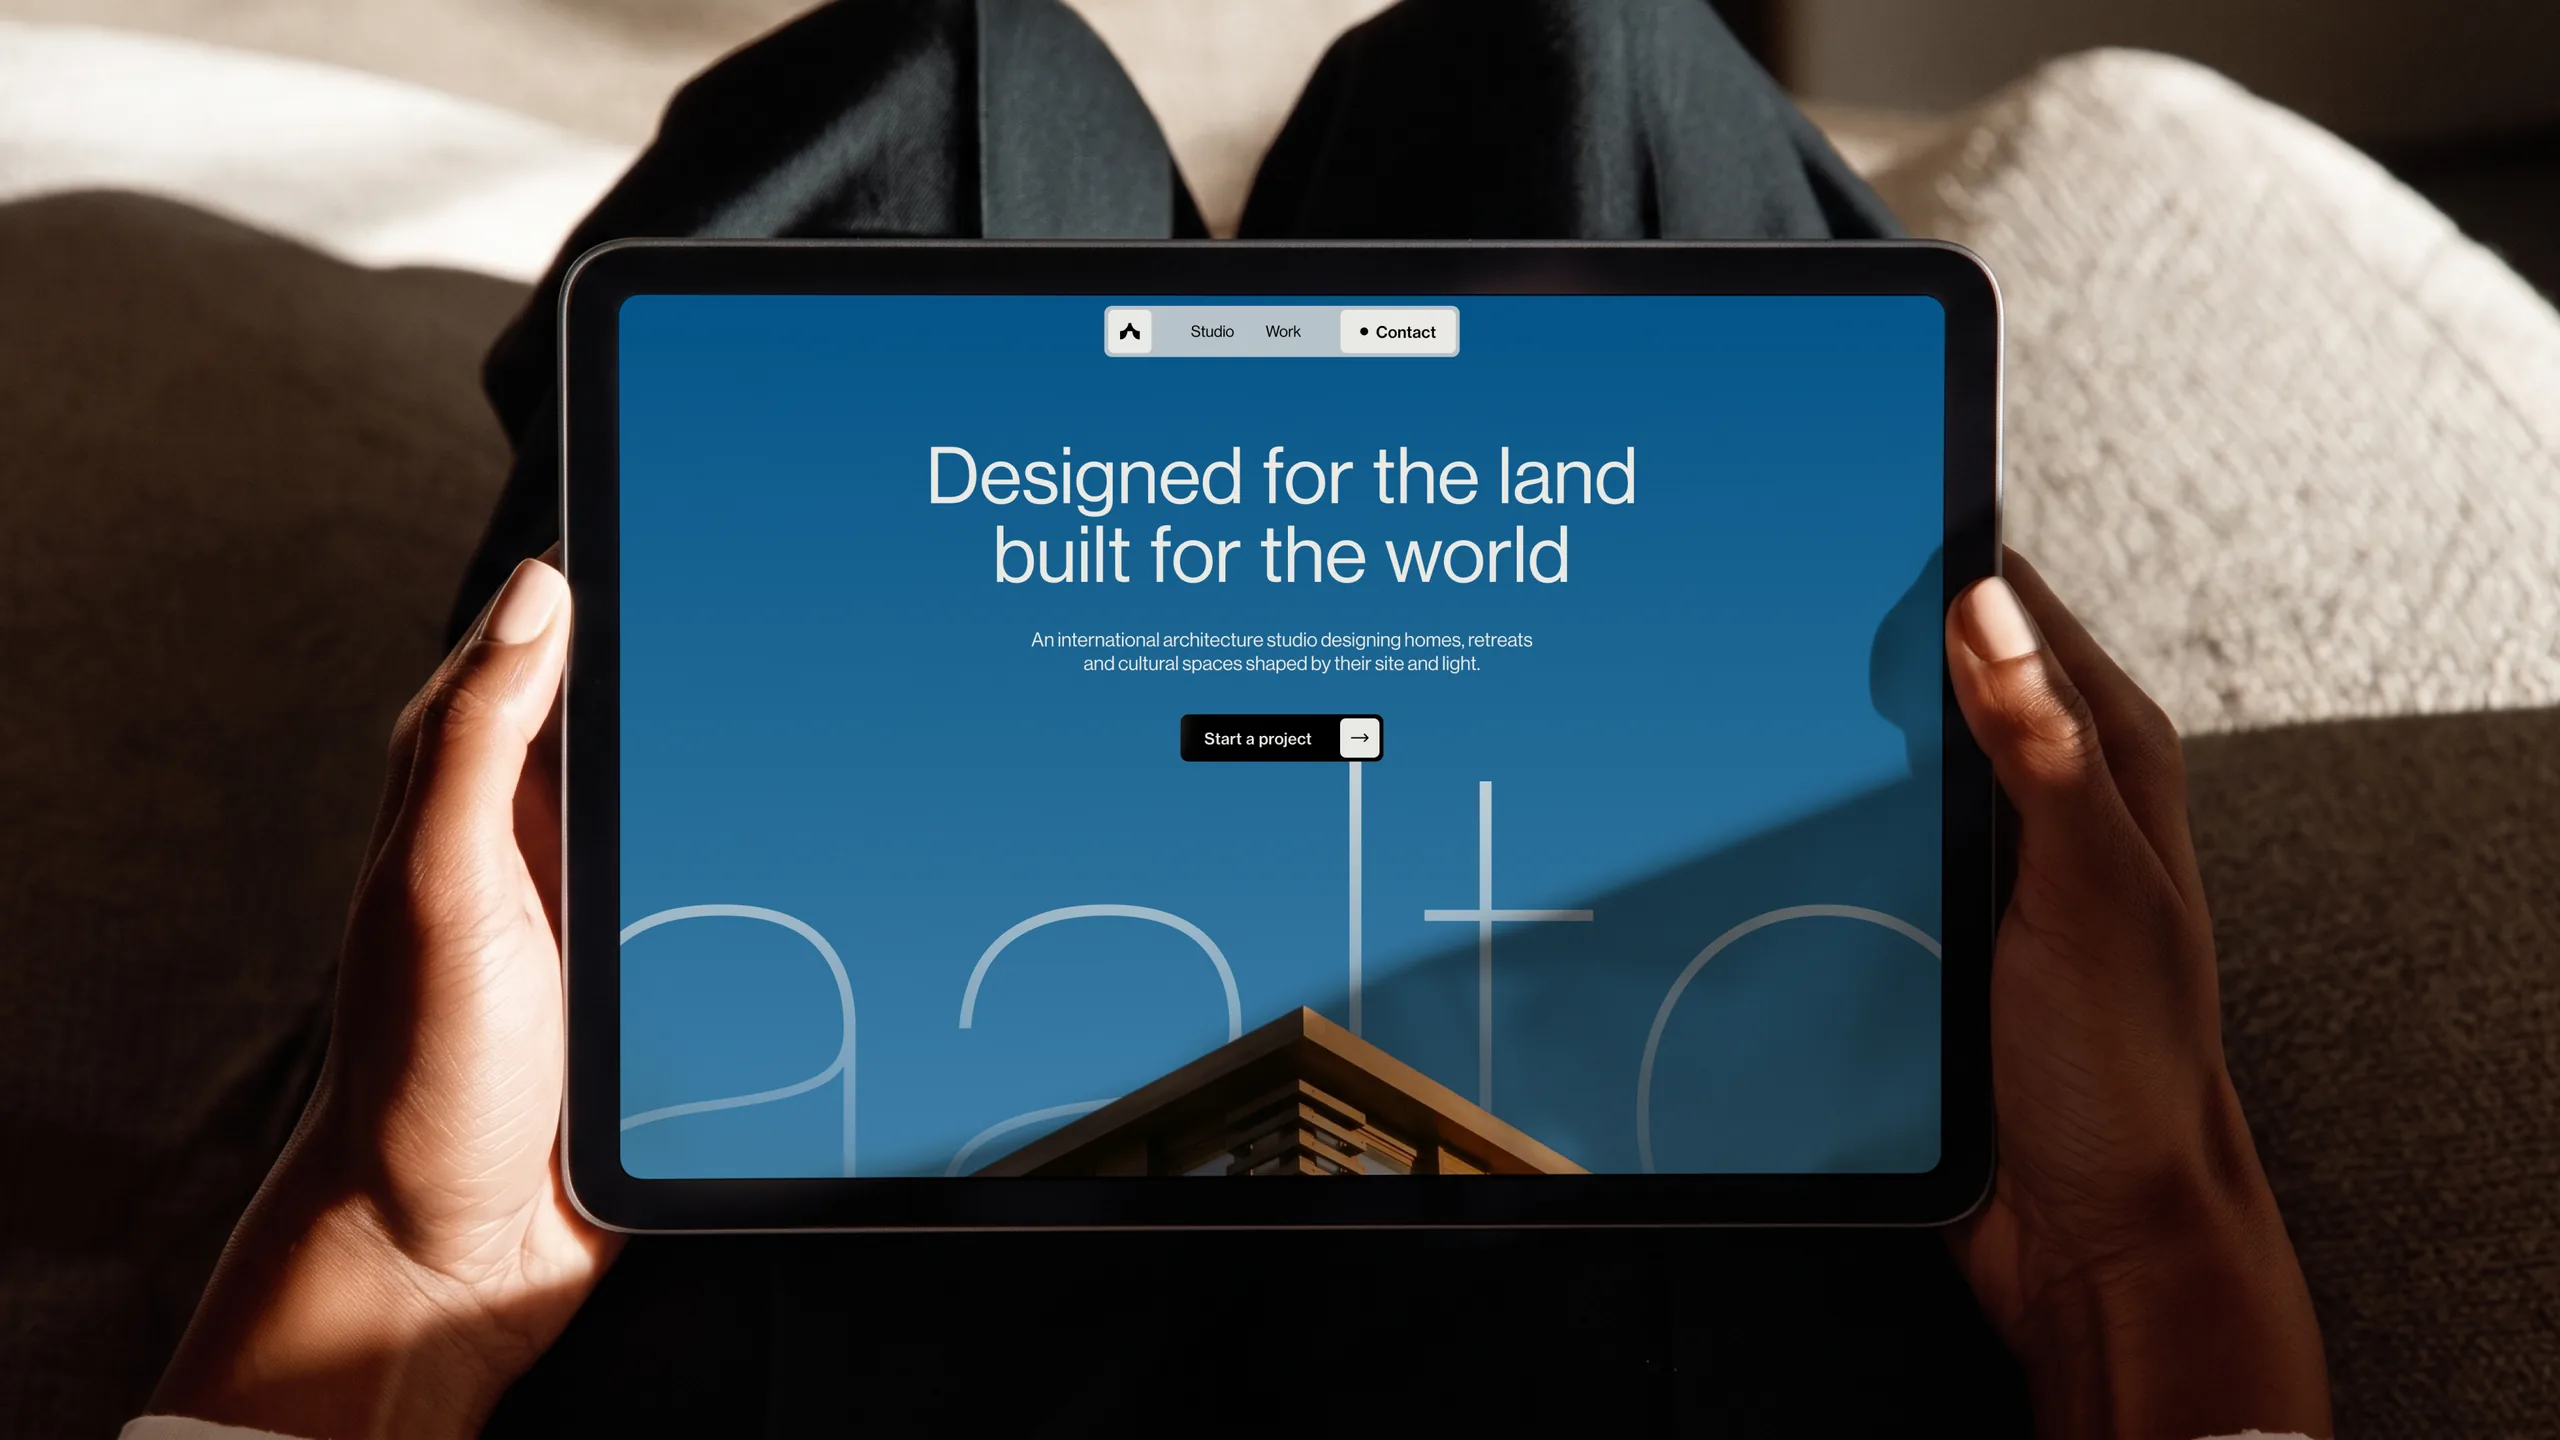 Studio Work Contact
Designed for the land
built for the world
An international architecture studio designing homes, retreats
and cultural spaces shaped by their site and light.
Start a project
aalto